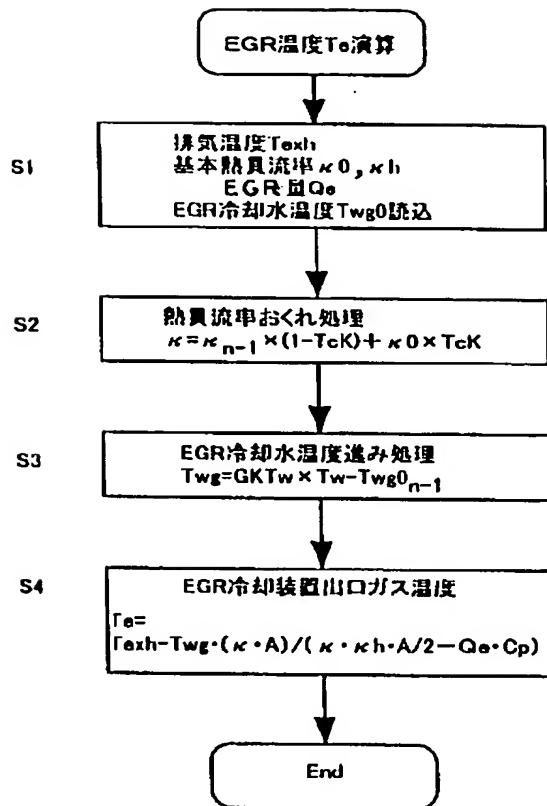 EGR温度Te演算
S1
排気温度Texh
基本熱貫流率κ0,κh
EGR量Qe
EGR冷却水温度Twg0読込
S2
熱貫流率おくれ処理
κ=κn-1×(1-TcK)+κ0×TcK
S3
EGR冷却水温度進み処理
Twg=GKTw×Tw-Twg0n-1
S4
EGR冷却装置出口ガス温度
Te=
Texh-Twg・(κ・A)/(κ・κh・A/2-Qe・Cp)
End